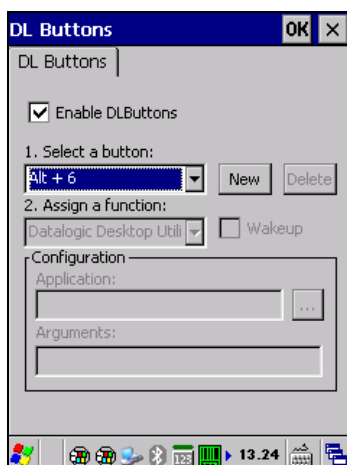 DL Buttons OK ×
DL Buttons
Enable DLButtons
1. Select a button:
Alt + 6 New Delete
2. Assign a function:
Datalogic Desktop Utili Wakeup
Configuration
Application:
...
Arguments:
123 13.24